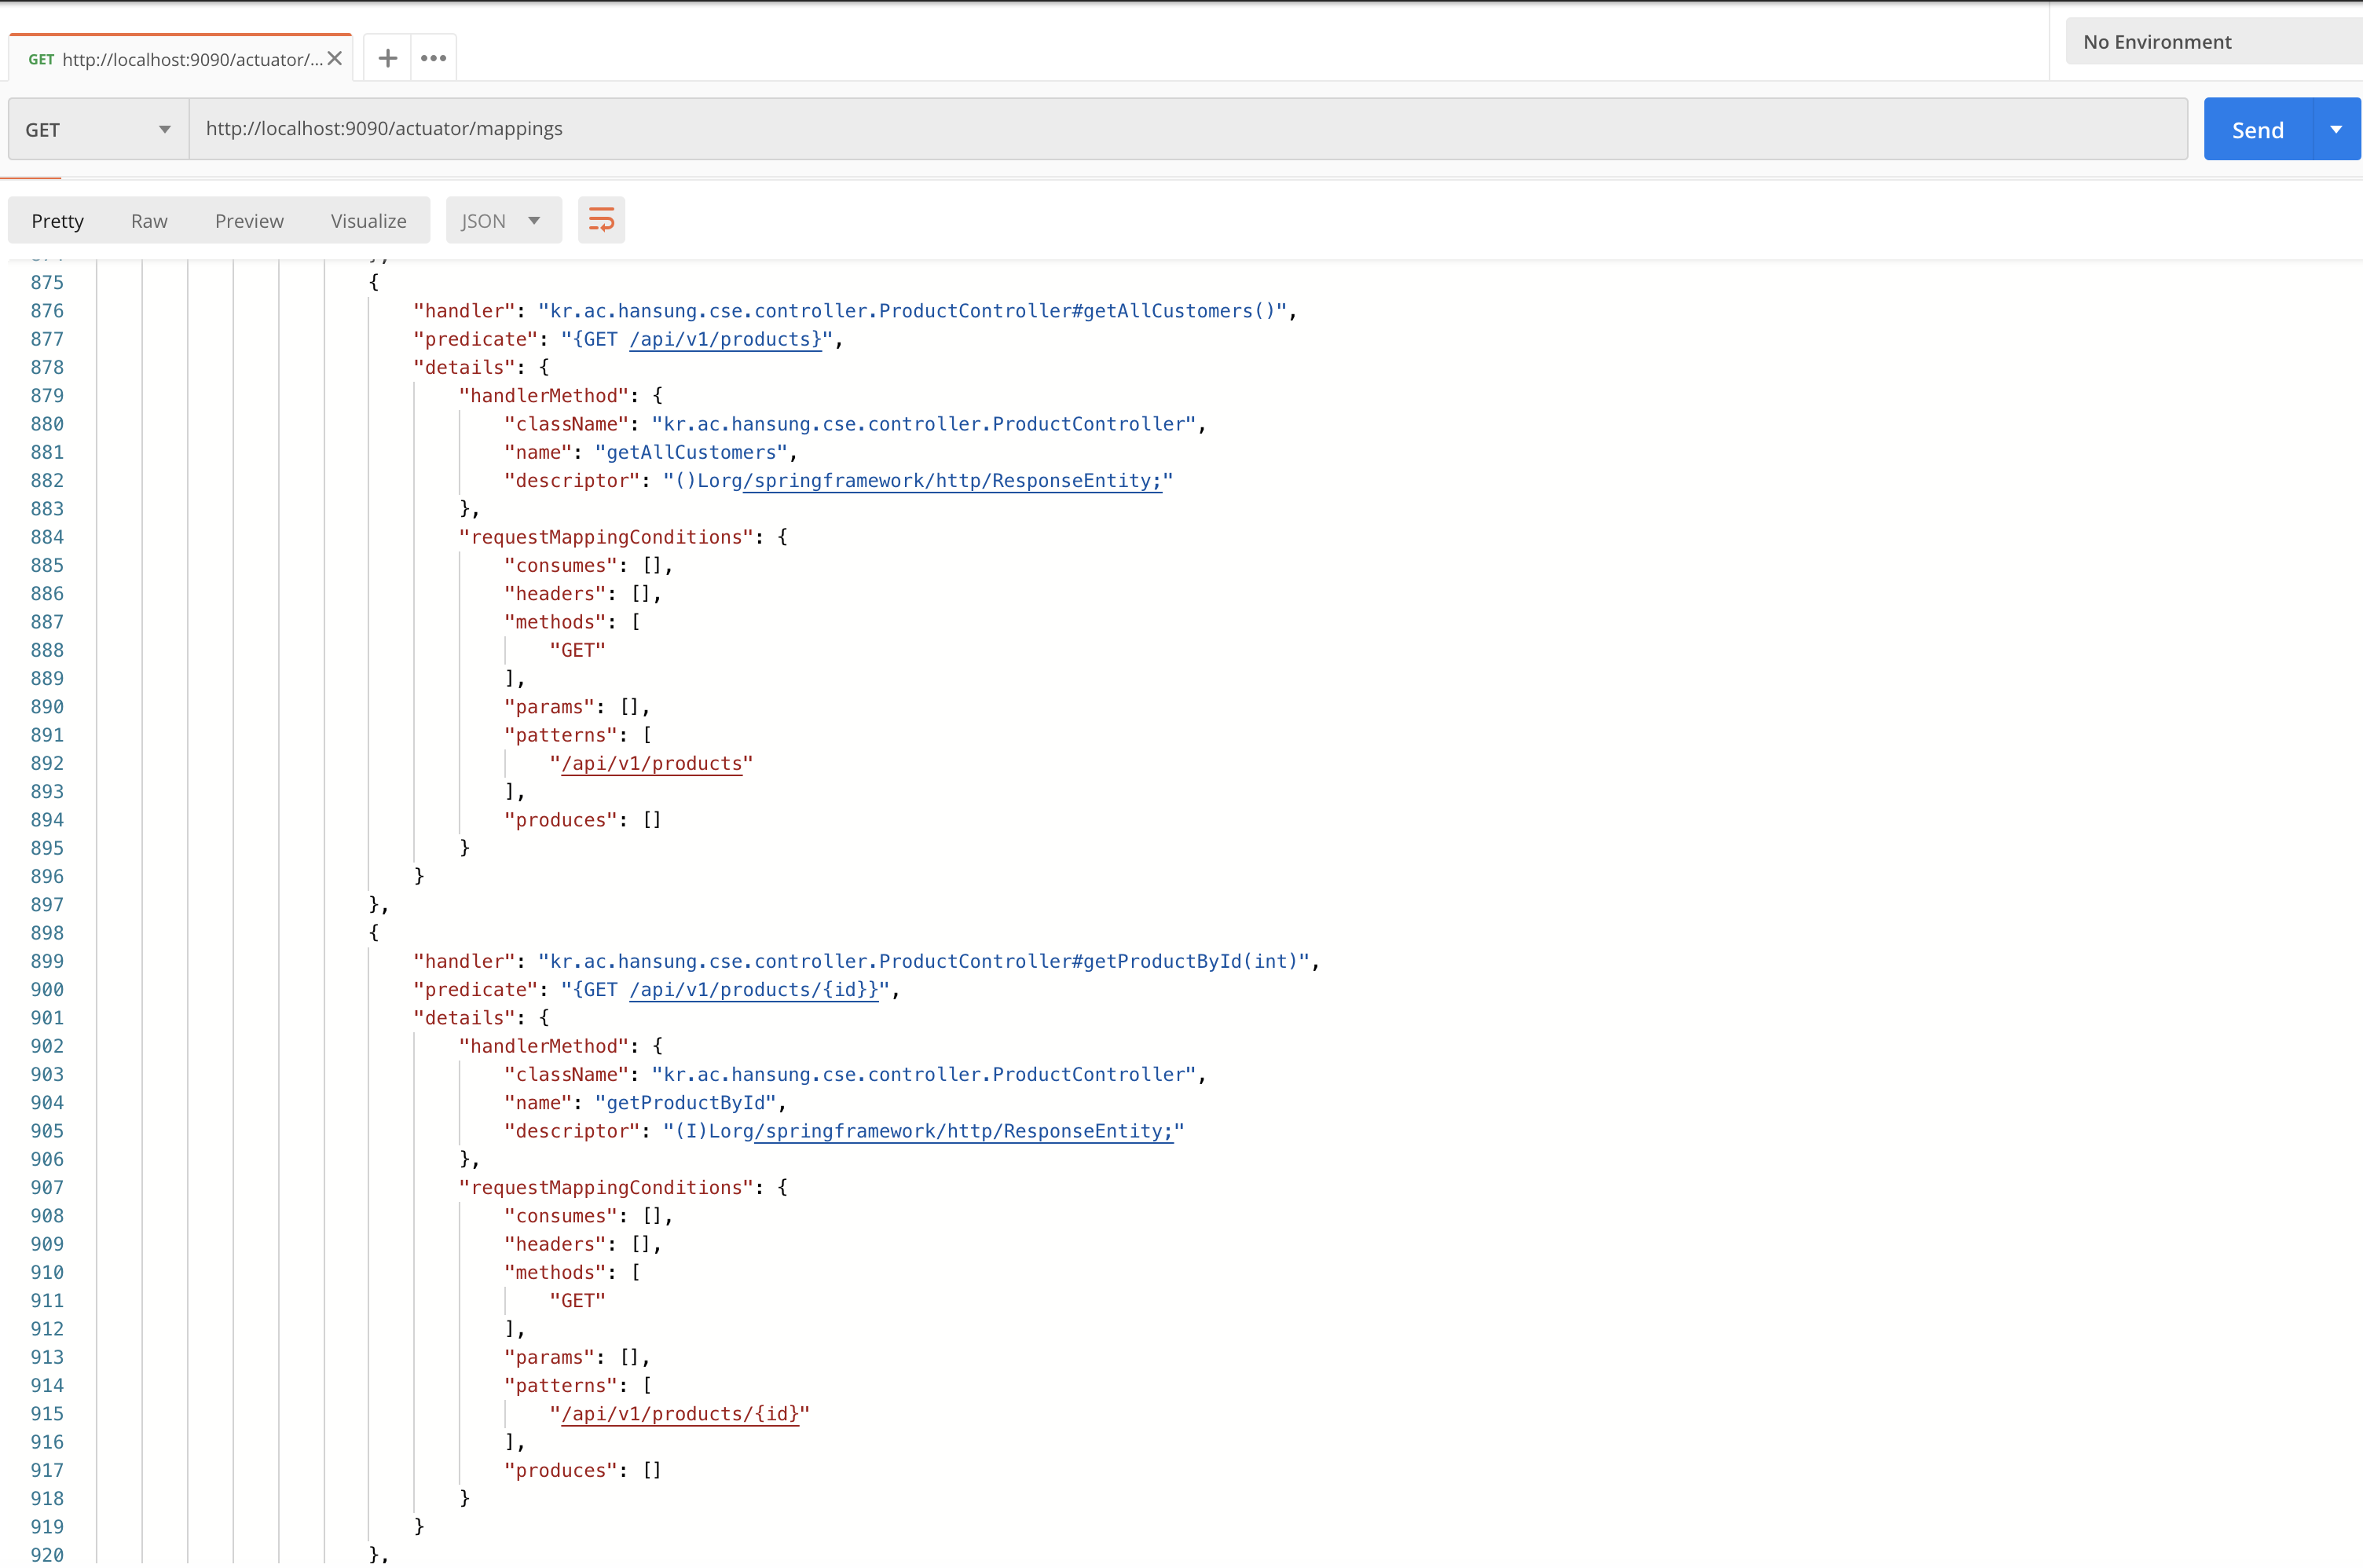 GET http://localhost:9090/actuator/...
No Environment
GET http://localhost:9090/actuator/mappings Send
Pretty Raw Preview Visualize JSON
875 {
876 "handler": "kr.ac.hansung.cse.controller.ProductController#getAllCustomers()",
877 "predicate": "{GET /api/v1/products}",
878 "details": {
879 "handlerMethod": {
880 "className": "kr.ac.hansung.cse.controller.ProductController",
881 "name": "getAllCustomers",
882 "descriptor": "()Lorg/springframework/http/ResponseEntity;"
883 },
884 "requestMappingConditions": {
885 "consumes": [],
886 "headers": [],
887 "methods": [
888 "GET"
889 ],
890 "params": [],
891 "patterns": [
892 "/api/v1/products"
893 ],
894 "produces": []
895 }
896 }
897 },
898 {
899 "handler": "kr.ac.hansung.cse.controller.ProductController#getProductById(int)",
900 "predicate": "{GET /api/v1/products/{id}}",
901 "details": {
902 "handlerMethod": {
903 "className": "kr.ac.hansung.cse.controller.ProductController",
904 "name": "getProductById",
905 "descriptor": "(I)Lorg/springframework/http/ResponseEntity;"
906 },
907 "requestMappingConditions": {
908 "consumes": [],
909 "headers": [],
910 "methods": [
911 "GET"
912 ],
913 "params": [],
914 "patterns": [
915 "/api/v1/products/{id}"
916 ],
917 "produces": []
918 }
919 }
920 },